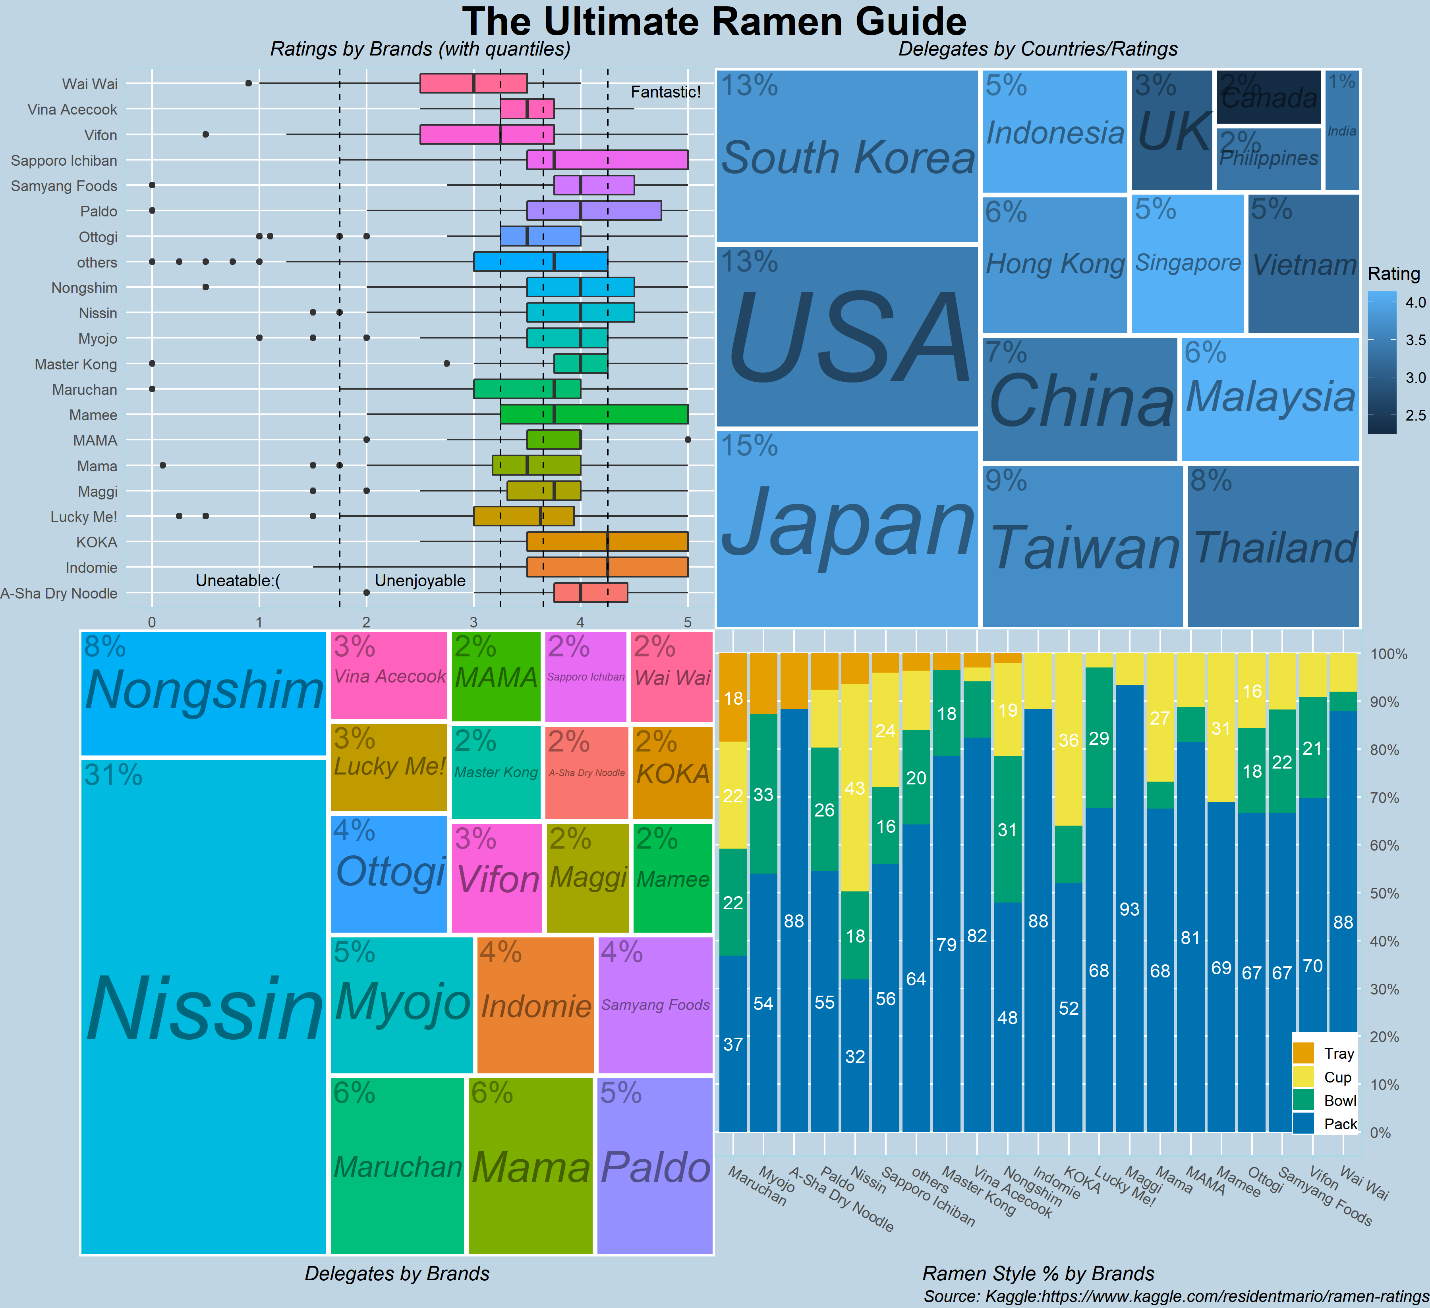 The Ultimate Ramen Guide
Ratings by Brands (with quantiles)
Wai Wai
Vina Acecook
Vifon
Sapporo Ichiban
Samyang Foods
Paldo
Ottogi
others
Nongshim
Nissin
Myojo
Master Kong
Maruchan
Mamee
MAMA
Mama
Maggi
Lucky Me!
KOKA
Indomie
A-Sha Dry Noodle
Fantastic!
Uneatable:(
Unenjoyable
0 1 2 3 4 5
Delegates by Countries/Ratings
13%
South Korea
13%
USA
15%
Japan
5%
Indonesia
3%
UK
2%
Canada
2%
Philippines
1%
India
6%
Hong Kong
5%
Singapore
5%
Vietnam
7%
China
6%
Malaysia
9%
Taiwan
8%
Thailand
Rating
4.0
3.5
3.0
2.5
8%
Nongshim
31%
Nissin
3%
Vina Acecook
2%
MAMA
2%
Sapporo Ichiban
2%
Wai Wai
3%
Lucky Me!
2%
Master Kong
2%
A-Sha Dry Noodle
2%
KOKA
4%
Ottogi
3%
Vifon
2%
Maggi
2%
Mamee
5%
Myojo
4%
Indomie
4%
Samyang Foods
6%
Maruchan
6%
Mama
5%
Paldo
Delegates by Brands
100%
90%
80%
70%
60%
50%
40%
30%
20%
10%
0%
18
22
22
37
33
54
88
26
55
43
18
32
24
16
56
20
64
18
79
82
19
31
48
88
36
52
29
68
93
27
68
81
31
69
16
18
67
22
67
21
70
88
Tray
Cup
Bowl
Pack
Maruchan
Myojo
A-Sha Dry Noodle
Paldo
Nissin
Sapporo Ichiban
others
Master Kong
Vina Acecook
Nongshim
Indomie
KOKA
Lucky Me!
Maggi
Mama
MAMA
Mamee
Ottogi
Samyang Foods
Vifon
Wai Wai
Ramen Style % by Brands
Source: Kaggle:https://www.kaggle.com/residentmario/ramen-ratings